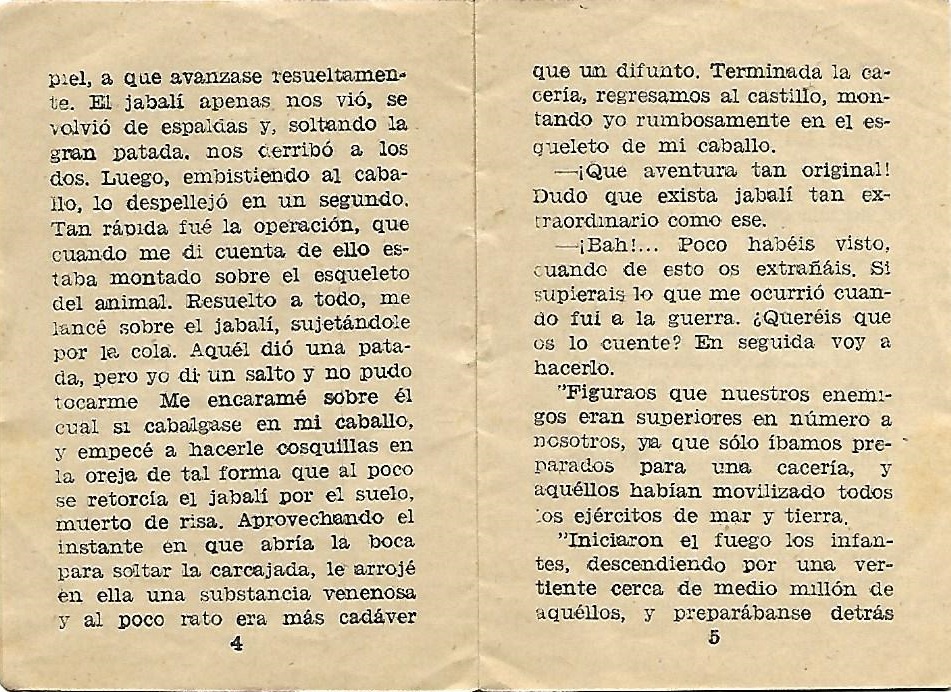 piel, a que avanzase resueltamen-
te. El jabalí apenas nos vió, se
volvió de espaldas y, soltando la
gran patada, nos derribó a los
dos. Luego, embistiendo al caba-
llo, lo despellejó en un segundo.
Tan rápida fué la operación, que
cuando me di cuenta de ello es-
taba montado sobre el esqueleto
del animal. Resuelto a todo, me
lancé sobre el jabalí, sujetándole
por la cola. Aquél dió una pata-
da, pero yo di un salto y no pudo
tocarme Me encaramé sobre él
cual si cabalgase en mi caballo,
y empecé a hacerle cosquillas en
la oreja de tal forma que al poco
se retorcía el jabalí por el suelo,
muerto de risa. Aprovechando el
instante en que abría la boca
para soltar la carcajada, le arrojé
en ella una substancia venenosa
y al poco rato era más cadáver
4
que un difunto. Terminada la ca-
cería, regresamos al castillo, mon-
tando yo rumbosamente en el es-
queleto de mi caballo.
—¡Que aventura tan original!
Dudo que exista jabalí tan ex-
traordinario como ese.
—¡Bah!... Poco habéis visto,
cuando de esto os extrañáis. Si
supierais lo que me ocurrió cuan-
do fuí a la guerra. ¿Queréis que
os lo cuente? En seguida voy a
hacerlo.
"Figuraos que nuestros enemi-
gos eran superiores en número a
nosotros, ya que sólo íbamos pre-
parados para una cacería, y
aquéllos habían movilizado todos
los ejércitos de mar y tierra.
"Iniciaron el fuego los infan-
tes, descendiendo por una ver-
tiente cerca de medio millón de
aquéllos, y preparábanse detrás
5